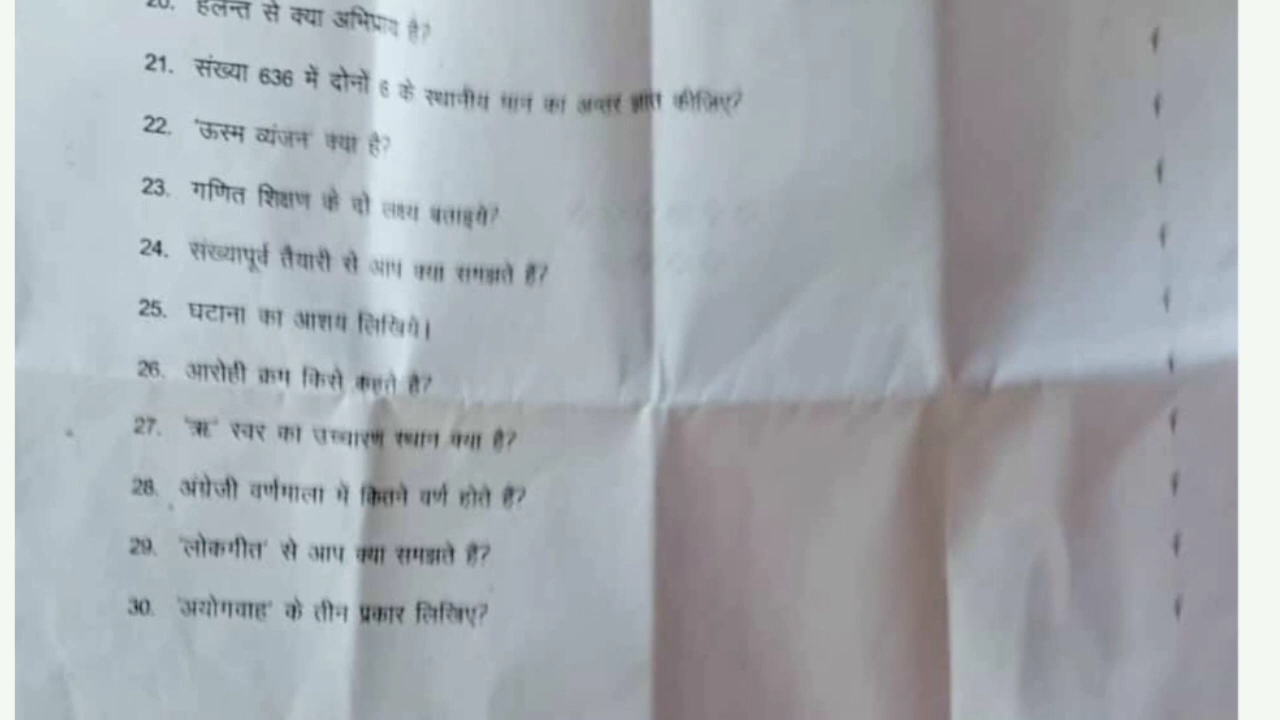 20. हलन्त से क्या अभिप्राय है?
21. संख्या 636 में दोनों 6 के स्थानीय मान का अन्तर ज्ञात कीजिए?
22. 'ऊस्म व्यंजन' क्या है?
23. गणित शिक्षण के दो लक्ष्य बताइये?
24. संख्यापूर्व तैयारी से आप क्या समझते हैं?
25. घटाना का आशय लिखिये।
26. आरोही क्रम किसे कहते है?
27. 'ऋ' स्वर का उच्चारण स्थान क्या है?
28. अंग्रेजी वर्णमाला में कितने वर्ण होते हैं?
29. 'लोकगीत' से आप क्या समझते है?
30. 'अयोगवाह' के तीन प्रकार लिखिए?